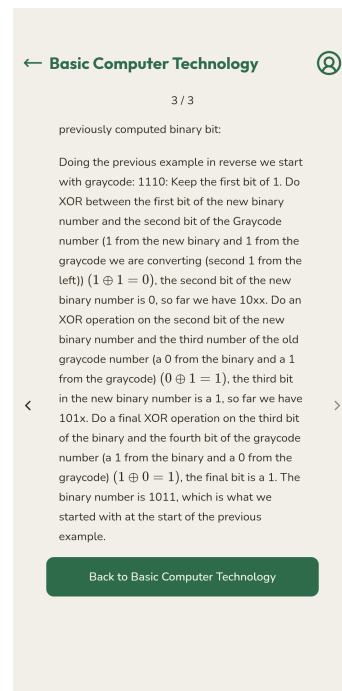 Basic Computer Technology
3 / 3
previously computed binary bit:
Doing the previous example in reverse we start
with graycode: 1110: Keep the first bit of 1. Do
XOR between the first bit of the new binary
number and the second bit of the Graycode
number (1 from the new binary and 1 from the
graycode we are converting (second 1 from the
left)) (1 ⊕ 1 = 0), the second bit of the new
binary number is 0, so far we have 10xx. Do an
XOR operation on the second bit of the new
binary number and the third number of the old
graycode number (a 0 from the binary and a 1
from the graycode) (0 ⊕ 1 = 1), the third bit
in the new binary number is a 1, so far we have
101x. Do a final XOR operation on the third bit
of the binary and the fourth bit of the graycode
number (a 1 from the binary and a 0 from the
graycode) (1 ⊕ 0 = 1), the final bit is a 1. The
binary number is 1011, which is what we
started with at the start of the previous
example.
Back to Basic Computer Technology